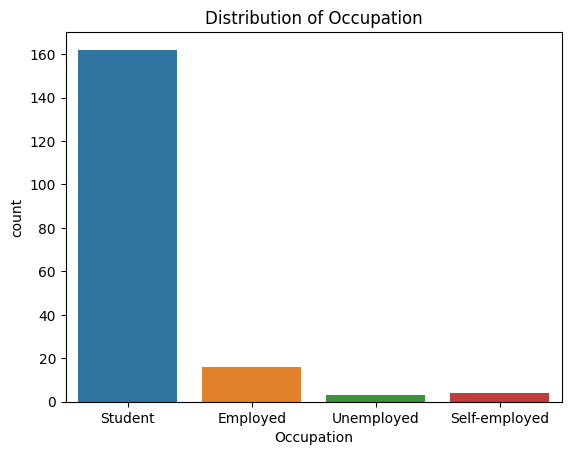 Distribution of Occupation
160
140
120
100
80
60
40
20
0
count
Student Employed Unemployed Self-employed
Occupation